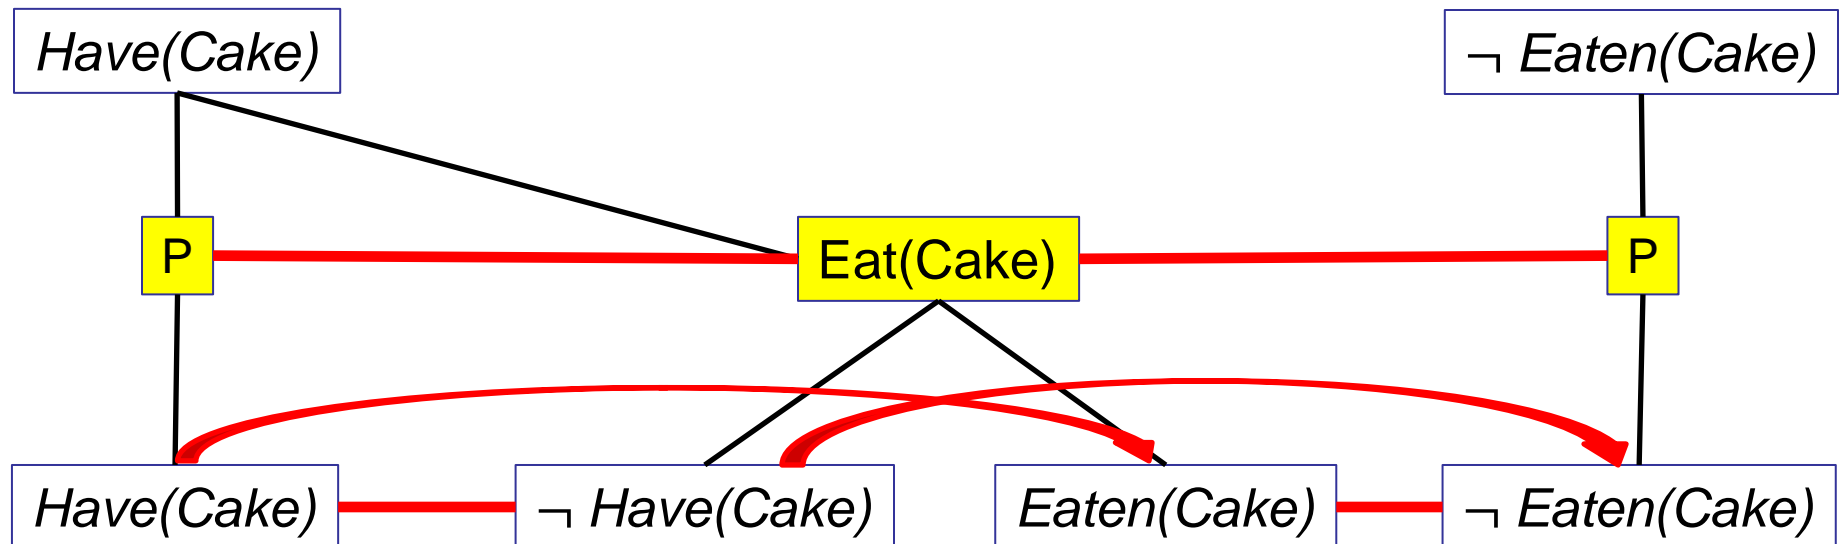 Have(Cake)
¬ Eaten(Cake)
P
Eat(Cake)
P
Have(Cake)
¬ Have(Cake)
Eaten(Cake)
¬ Eaten(Cake)